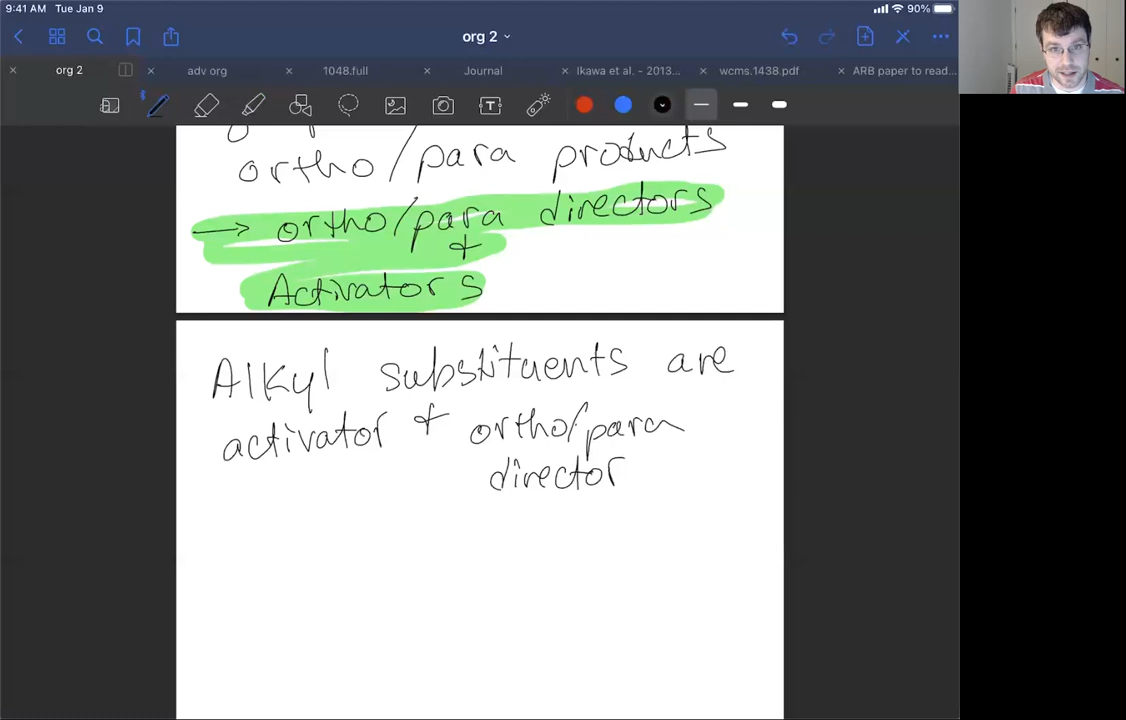 9:41 AM Tue Jan 9
90%
org 2
org 2
adv org
1048.full
Journal
Ikawa et al. - 2013...
wcms.1438.pdf
ARB paper to read...
ortho/para products
→ ortho/para directors
+
Activators
Alkyl substituents are
activator + ortho/para
director